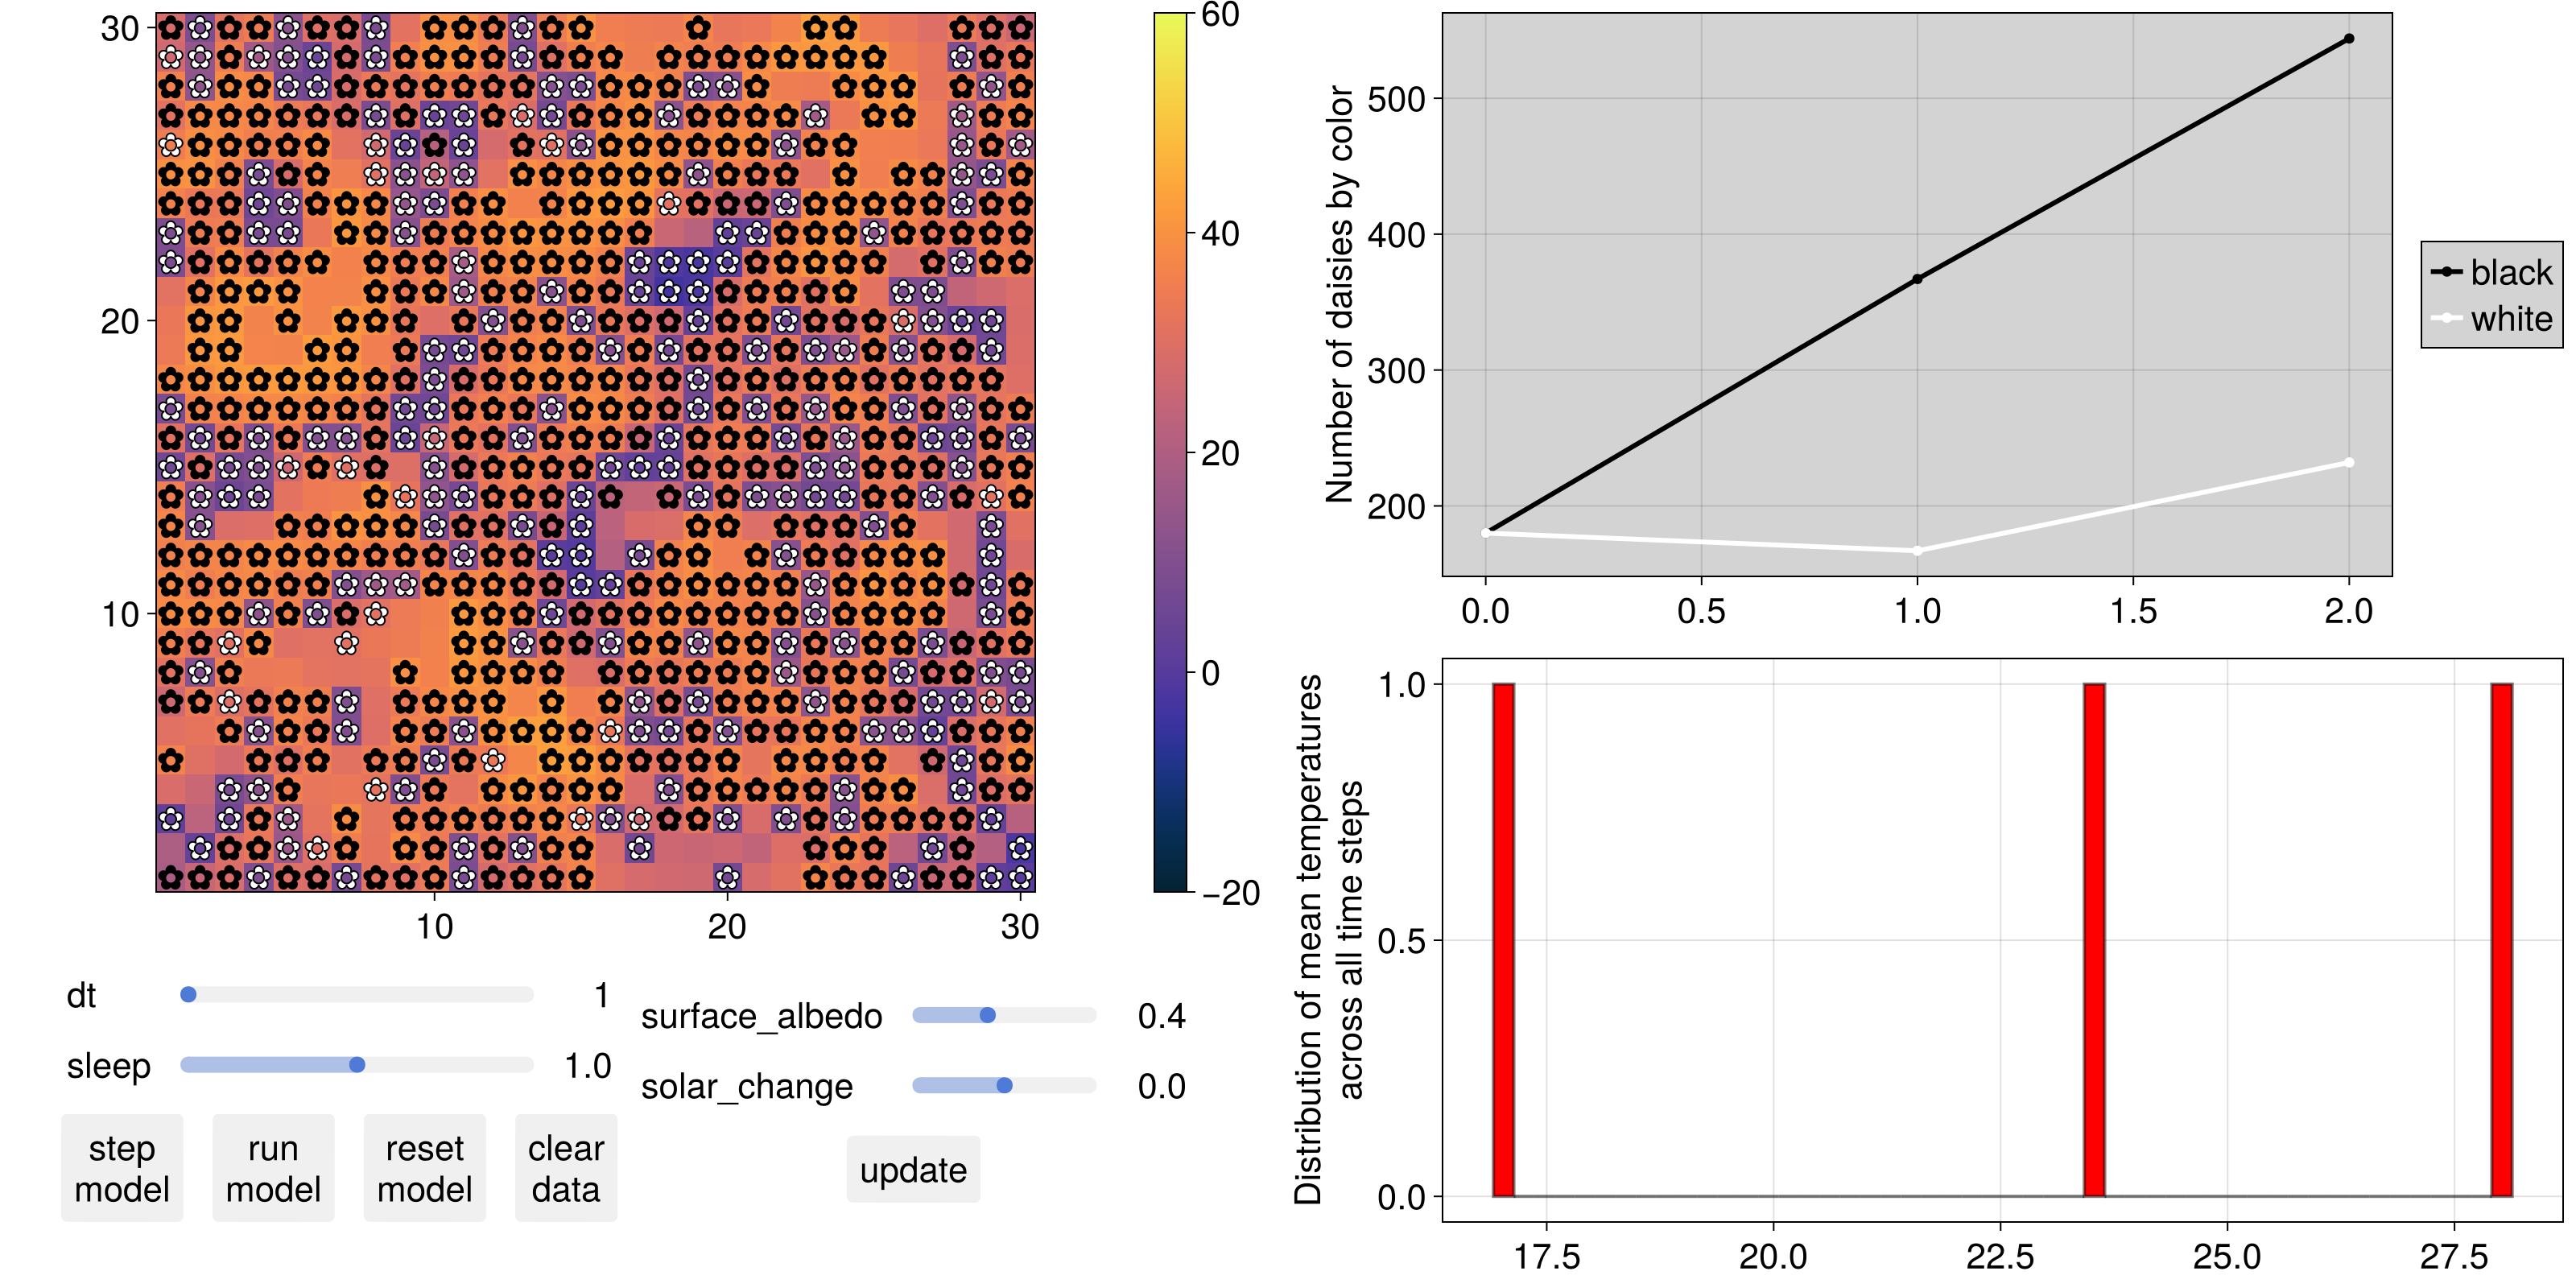 30
20
10
10
20
30
60
40
20
0
−20
Number of daisies by color
500
400
300
200
0.0
0.5
1.0
1.5
2.0
black
white
Distribution of mean temperatures
across all time steps
1.0
0.5
0.0
17.5
20.0
22.5
25.0
27.5
dt
1
sleep
1.0
surface_albedo
0.4
solar_change
0.0
step
model
run
model
reset
model
clear
data
update